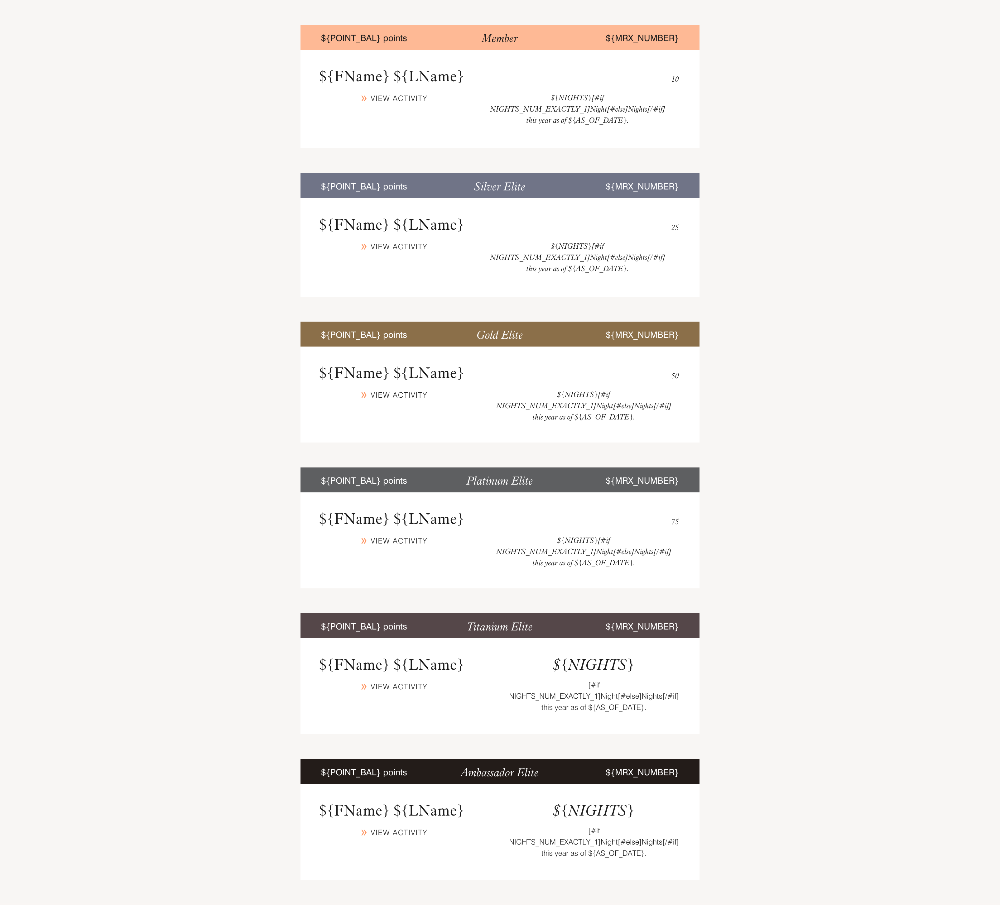 ${POINT_BAL} points Member ${MRX_NUMBER}
${FName} ${LName} 10
» VIEW ACTIVITY
${NIGHTS}[#if
NIGHTS_NUM_EXACTLY_1]Night[#else]Nights[/#if]
this year as of ${AS_OF_DATE}.
${POINT_BAL} points Silver Elite ${MRX_NUMBER}
${FName} ${LName} 25
» VIEW ACTIVITY
${NIGHTS}[#if
NIGHTS_NUM_EXACTLY_1]Night[#else]Nights[/#if]
this year as of ${AS_OF_DATE}.
${POINT_BAL} points Gold Elite ${MRX_NUMBER}
${FName} ${LName} 50
» VIEW ACTIVITY
${NIGHTS}[#if
NIGHTS_NUM_EXACTLY_1]Night[#else]Nights[/#if]
this year as of ${AS_OF_DATE}.
${POINT_BAL} points Platinum Elite ${MRX_NUMBER}
${FName} ${LName} 75
» VIEW ACTIVITY
${NIGHTS}[#if
NIGHTS_NUM_EXACTLY_1]Night[#else]Nights[/#if]
this year as of ${AS_OF_DATE}.
${POINT_BAL} points Titanium Elite ${MRX_NUMBER}
${FName} ${LName}
» VIEW ACTIVITY
${NIGHTS}
[#if
NIGHTS_NUM_EXACTLY_1]Night[#else]Nights[/#if]
this year as of ${AS_OF_DATE}.
${POINT_BAL} points Ambassador Elite ${MRX_NUMBER}
${FName} ${LName}
» VIEW ACTIVITY
${NIGHTS}
[#if
NIGHTS_NUM_EXACTLY_1]Night[#else]Nights[/#if]
this year as of ${AS_OF_DATE}.